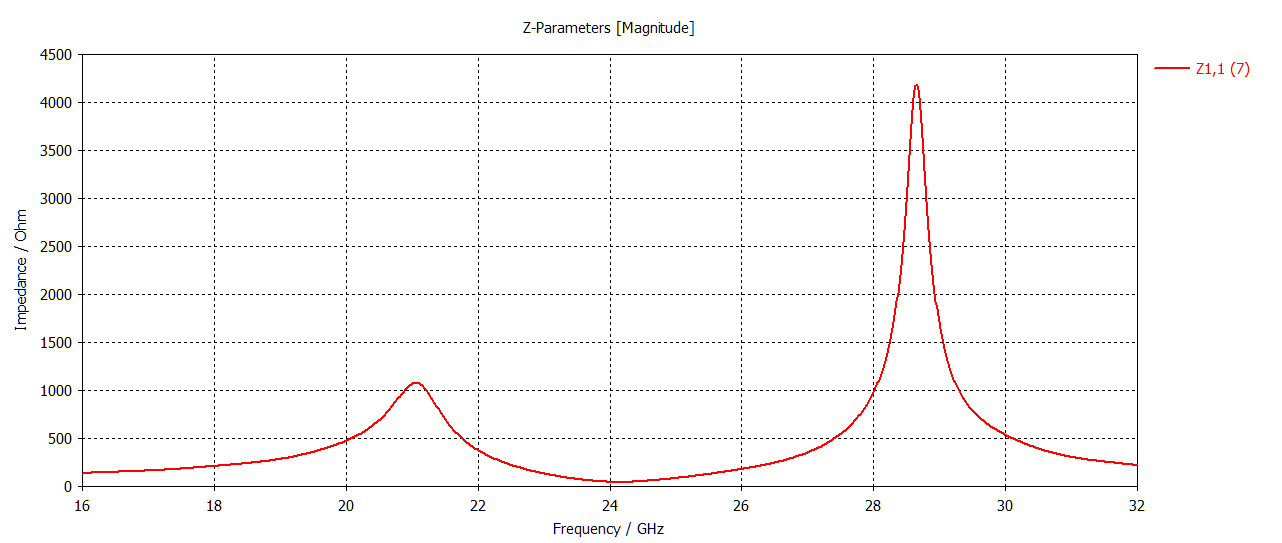 Z-Parameters [Magnitude]
4500
4000
3500
3000
2500
2000
1500
1000
500
0
Impedance / Ohm
16 18 20 22 24 26 28 30 32
Frequency / GHz
Z1,1 (7)